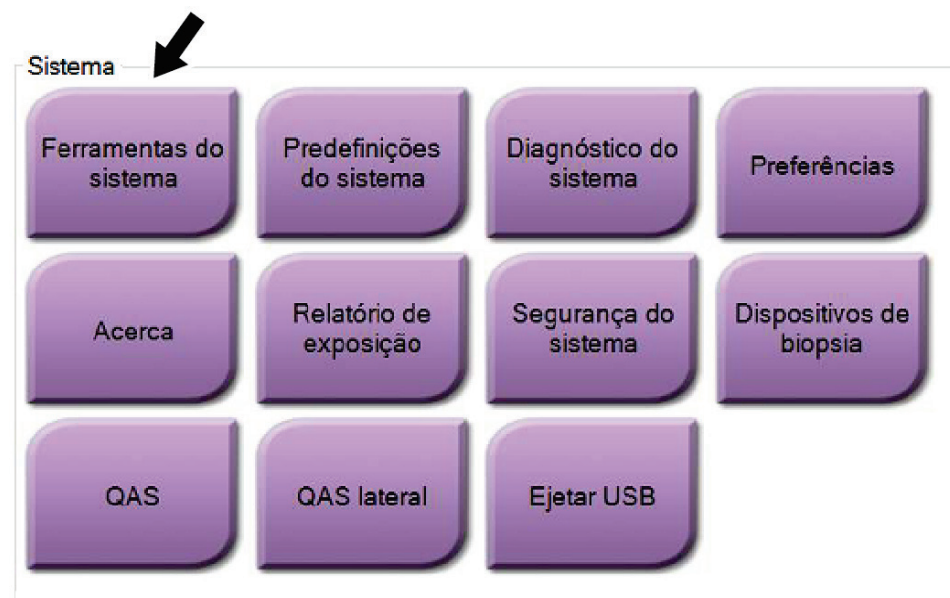 Sistema
Ferramentas do
sistema
Predefinições
do sistema
Diagnóstico do
sistema
Preferências
Acerca
Relatório de
exposição
Segurança do
sistema
Dispositivos de
biopsia
QAS
QAS lateral
Ejetar USB